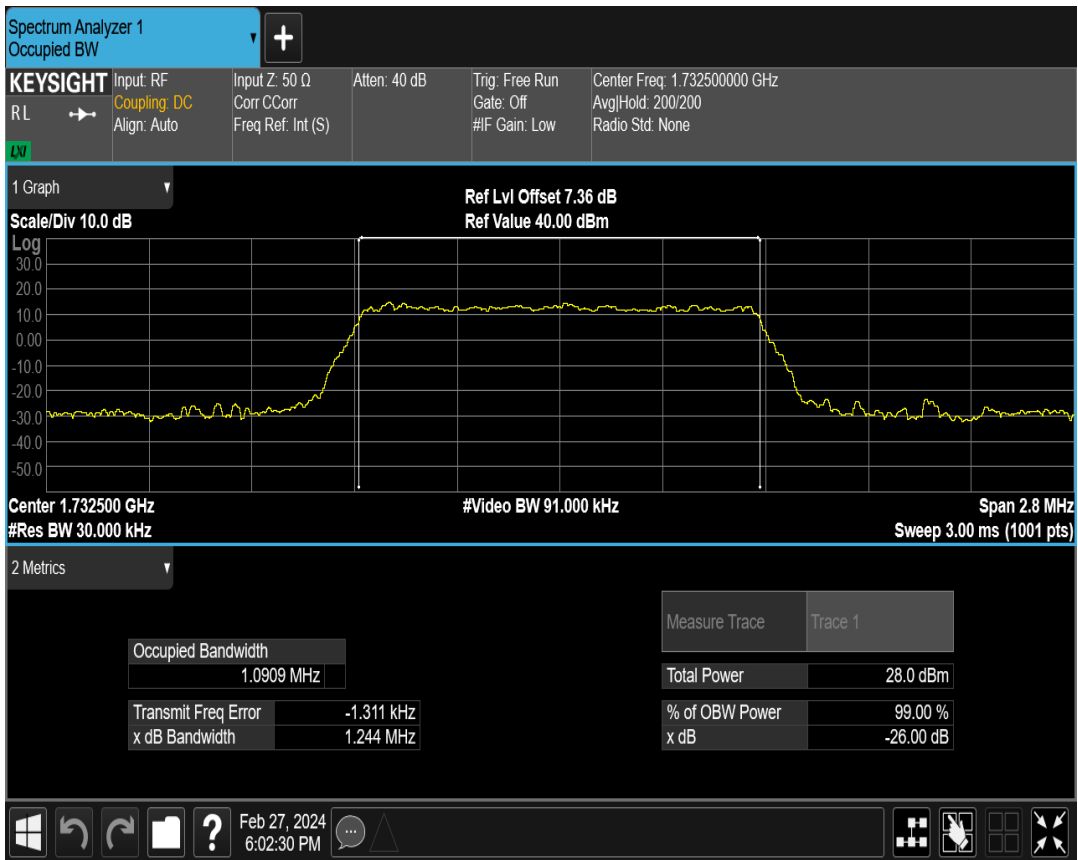 Spectrum Analyzer 1
Occupied BW
KEYSIGHT
RL
LXI
Input: RF
Coupling: DC
Align: Auto
Input Z: 50 Ω
Corr CCorr
Freq Ref: Int (S)
Atten: 40 dB
Trig: Free Run
Gate: Off
#IF Gain: Low
Center Freq: 1.732500000 GHz
Avg|Hold: 200/200
Radio Std: None
1 Graph
Ref Lvl Offset 7.36 dB
Scale/Div 10.0 dB
Ref Value 40.00 dBm
Log
30.0
20.0
10.0
0.00
-10.0
-20.0
-30.0
-40.0
-50.0
Center 1.732500 GHz
#Video BW 91.000 kHz
Span 2.8 MHz
#Res BW 30.000 kHz
Sweep 3.00 ms (1001 pts)
2 Metrics
Measure Trace
Trace 1
Occupied Bandwidth
1.0909 MHz
Total Power
28.0 dBm
Transmit Freq Error
-1.311 kHz
% of OBW Power
99.00 %
x dB Bandwidth
1.244 MHz
x dB
-26.00 dB
?
Feb 27, 2024
6:02:30 PM